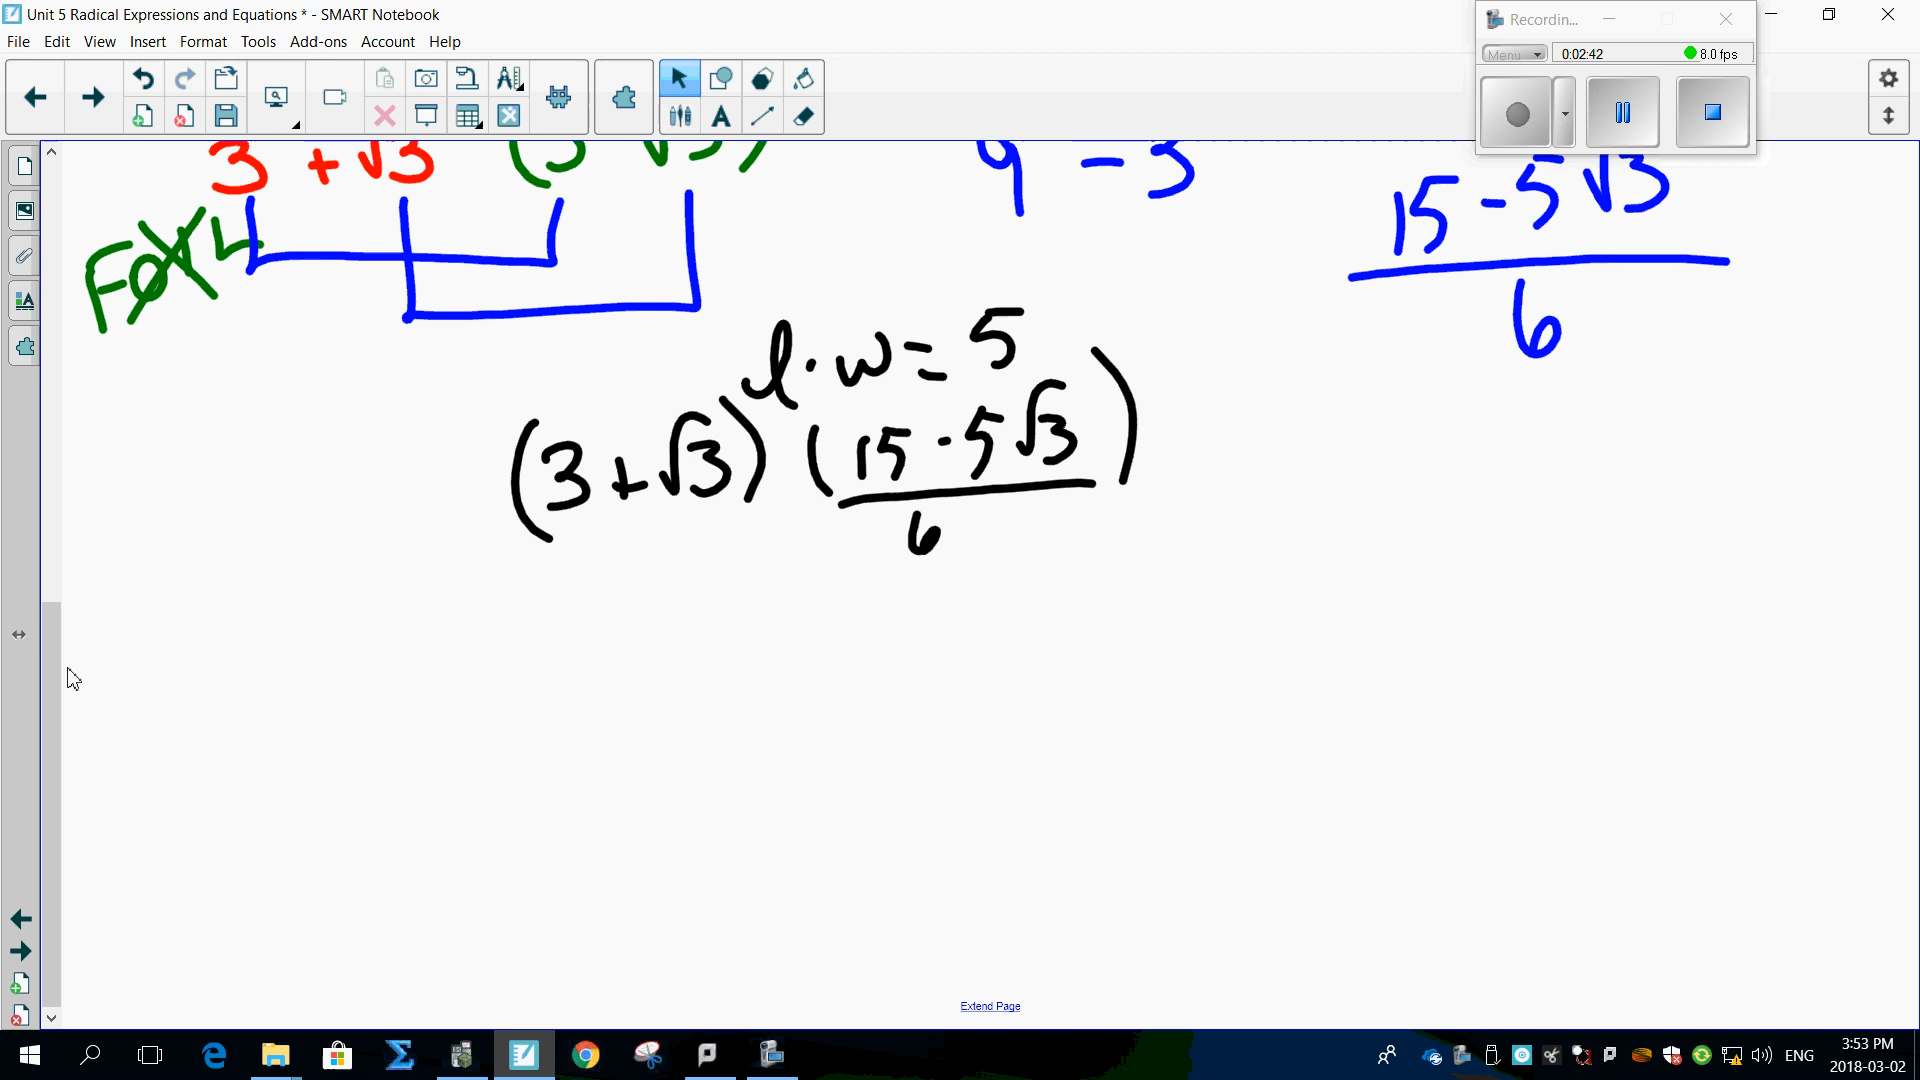 Unit 5 Radical Expressions and Equations * - SMART Notebook
Recordin...
File Edit View Insert Format Tools Add-ons Account Help
Menu 0:02:42 8.0 fps
3 + √3
9 - 3
15 - 5√3
6
FOIL
l · w = 5
(3 + √3) (15 - 5√3)
6
Extend Page
ENG
3:53 PM
2018-03-02